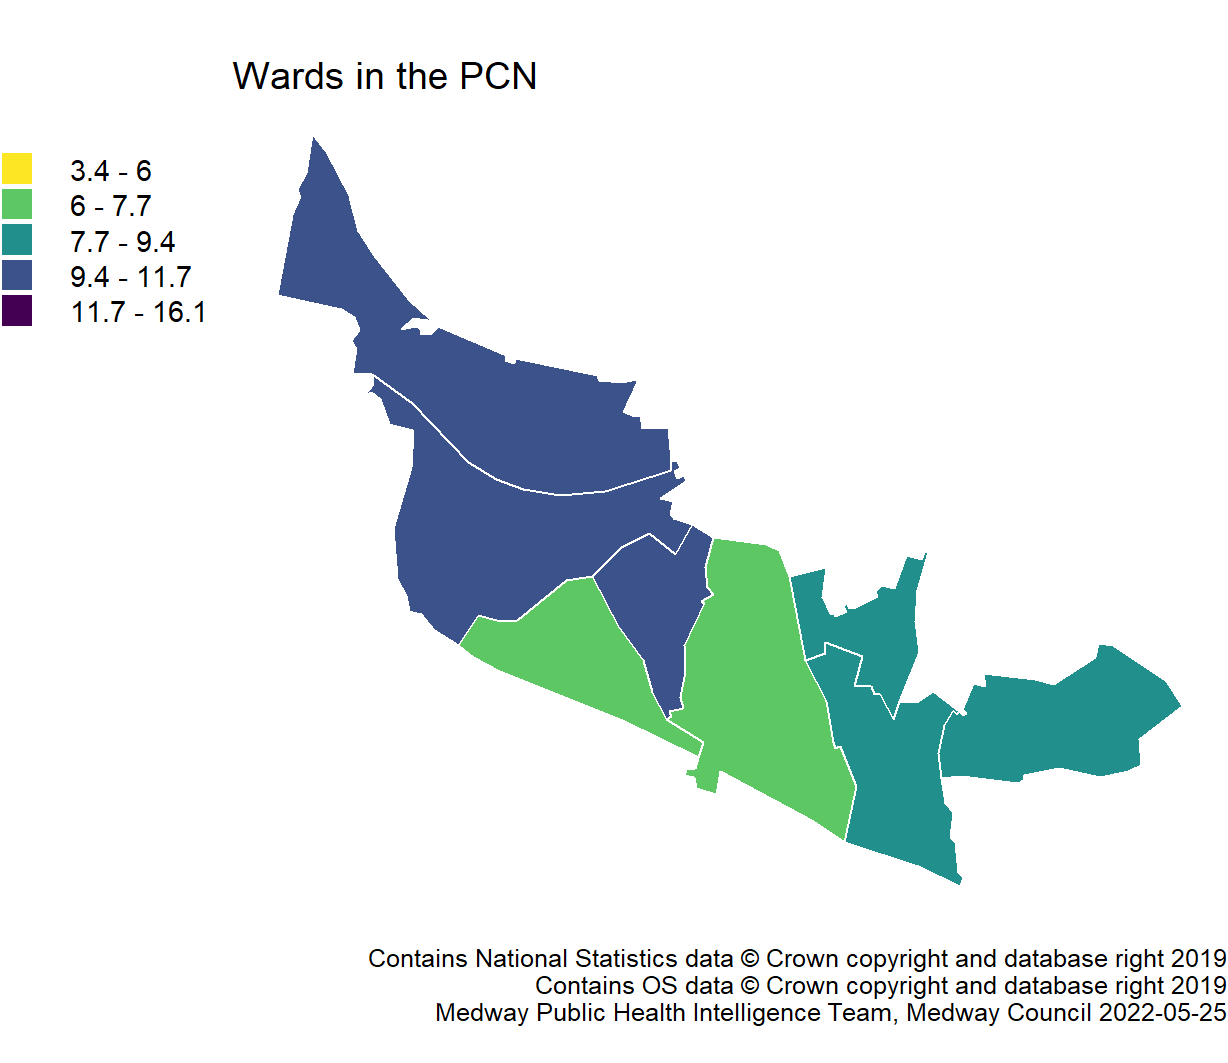 Wards in the PCN
3.4 - 6
6 - 7.7
7.7 - 9.4
9.4 - 11.7
11.7 - 16.1
Contains National Statistics data © Crown copyright and database right 2019
Contains OS data © Crown copyright and database right 2019
Medway Public Health Intelligence Team, Medway Council 2022-05-25